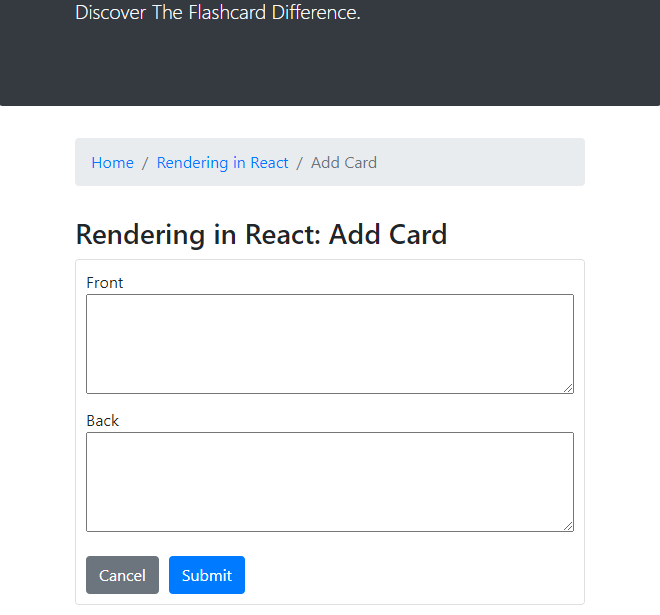 Discover The Flashcard Difference.
Home / Rendering in React / Add Card
Rendering in React: Add Card
Front
Back
Cancel Submit